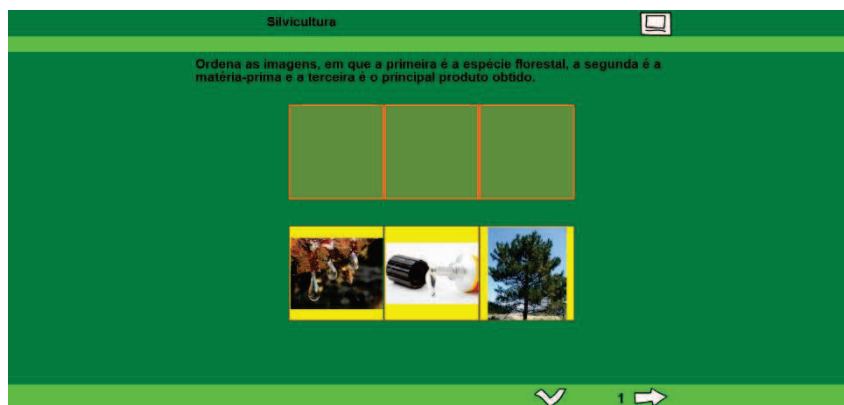 Silvicultura
Ordena as imagens, em que a primeira é a espécie florestal, a segunda é a
matéria-prima e a terceira é o principal produto obtido.
1